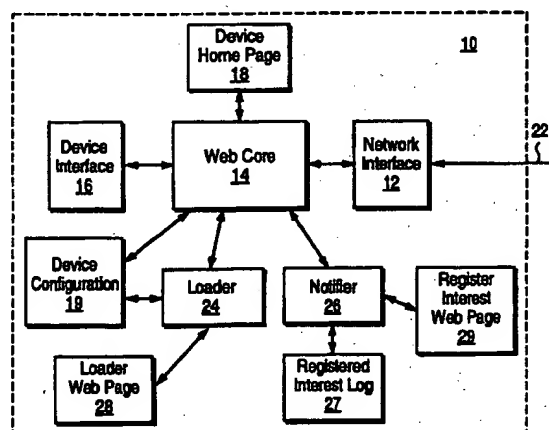 Device
Home Page
18
10
Device
Interface
16
Web Core
14
Network
Interface
12
22
Device
Configuration
19
Loader
24
Notifier
26
Register
Interest
Web Page
29
Loader
Web Page
28
Registered
Interest Log
27